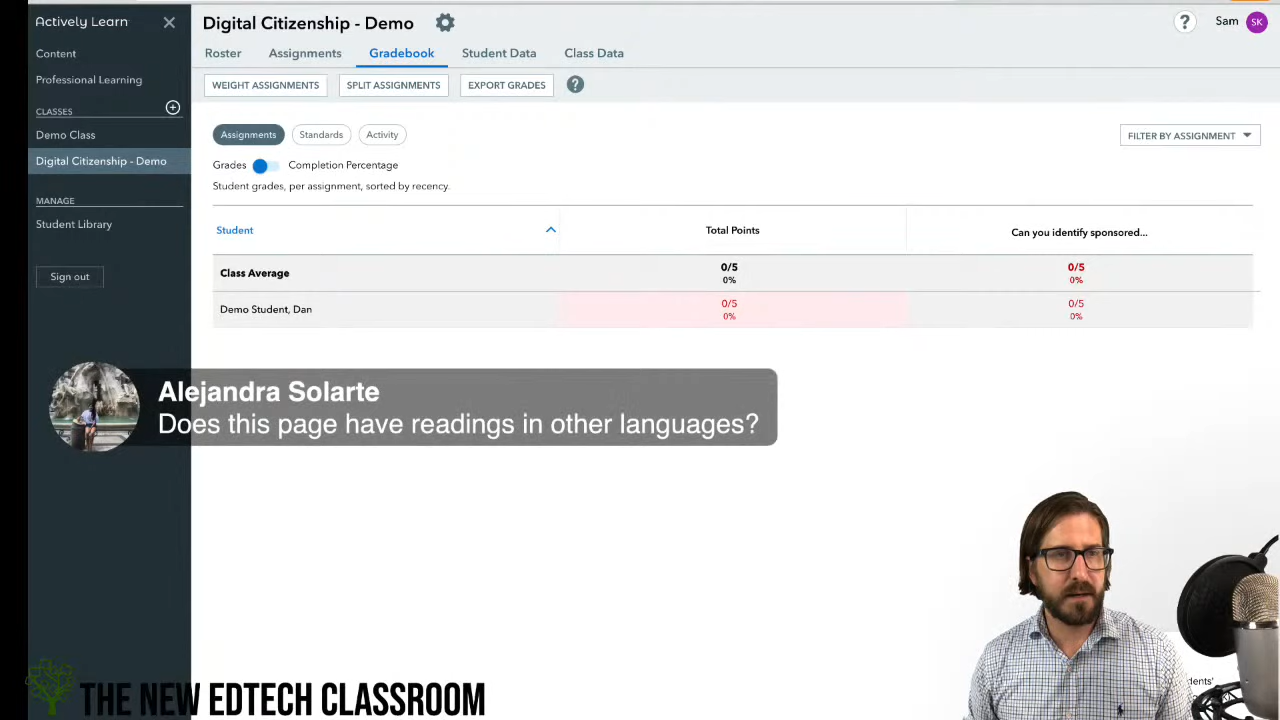 Actively Learn
Content
Professional Learning
CLASSES
Demo Class
Digital Citizenship - Demo
MANAGE
Student Library
Sign out
Digital Citizenship - Demo
? Sam SK
Roster Assignments Gradebook Student Data Class Data
WEIGHT ASSIGNMENTS SPLIT ASSIGNMENTS EXPORT GRADES ?
Assignments Standards Activity FILTER BY ASSIGNMENT
Grades Completion Percentage
Student grades, per assignment, sorted by recency.
Student Total Points Can you identify sponsored...
Class Average 0/5 0/5
0% 0%
Demo Student, Dan 0/5 0/5
0% 0%
Alejandra Solarte
Does this page have readings in other languages?
THE NEW EDTECH CLASSROOM